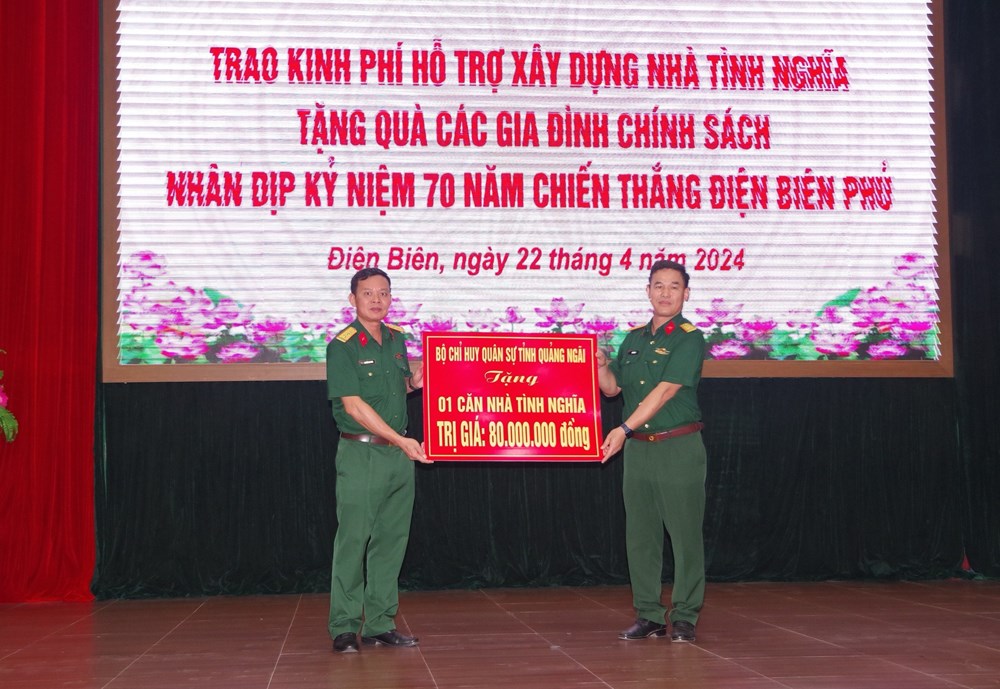 TRAO KINH PHÍ HỖ TRỢ XÂY DỰNG NHÀ TÌNH NGHĨA
TẶNG QUÀ CÁC GIA ĐÌNH CHÍNH SÁCH
NHÂN DỊP KỶ NIỆM 70 NĂM CHIẾN THẮNG ĐIỆN BIÊN PHỦ
Điện Biên, ngày 22 tháng 4 năm 2024
BỘ CHỈ HUY QUÂN SỰ TỈNH QUẢNG NGÃI
Tặng
01 CĂN NHÀ TÌNH NGHĨA
TRỊ GIÁ: 80.000.000 đồng